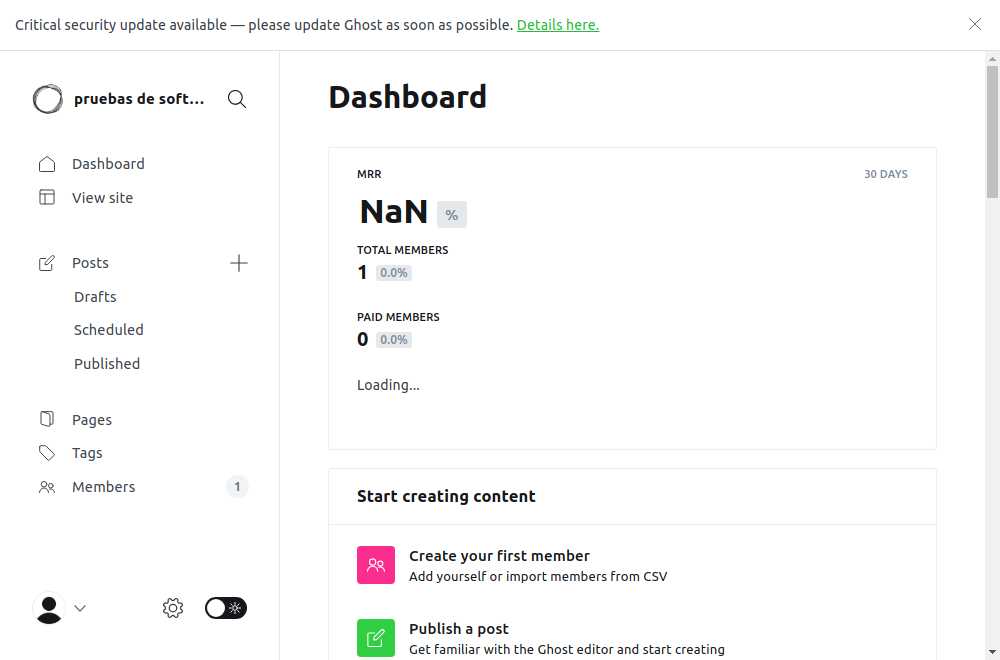 Critical security update available — please update Ghost as soon as possible. Details here.
pruebas de soft...
Dashboard
View site
Posts
Drafts
Scheduled
Published
Pages
Tags
Members
1
Dashboard
MRR
30 DAYS
NaN %
TOTAL MEMBERS
1 0.0%
PAID MEMBERS
0 0.0%
Loading...
Start creating content
Create your first member
Add yourself or import members from CSV
Publish a post
Get familiar with the Ghost editor and start creating